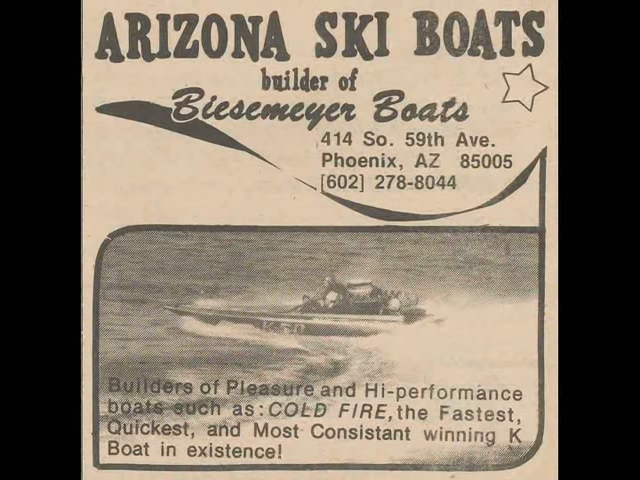 ARIZONA SKI BOATS
builder of
Biesemeyer Boats
414 So. 59th Ave.
Phoenix, AZ 85005
[602] 278-8044
Builders of Pleasure and Hi-performance
boats such as: COLD FIRE, the Fastest,
Quickest, and Most Consistant winning K
Boat in existence!